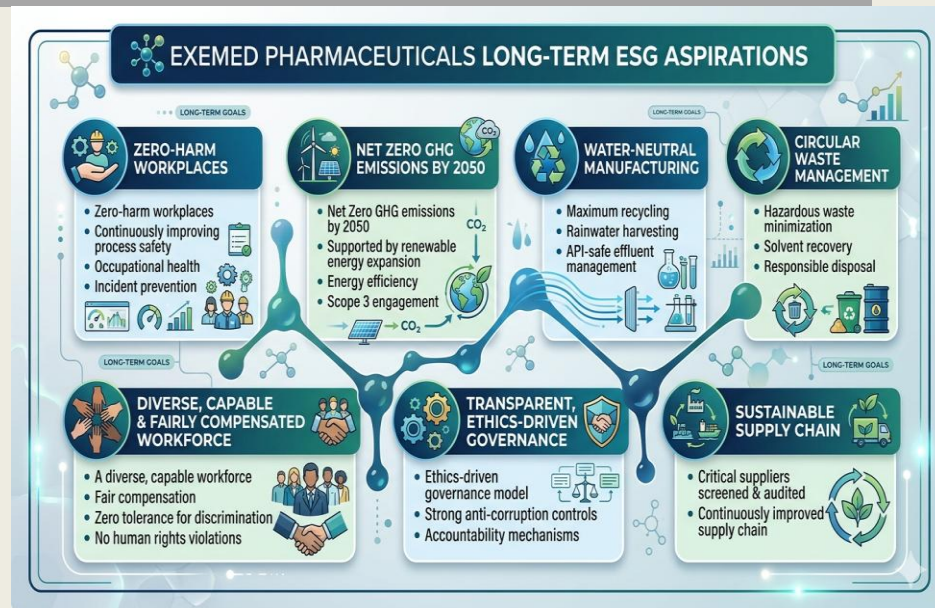 EXEMED PHARMACEUTICALS LONG-TERM ESG ASPIRATIONS
LONG-TERM GOALS
LONG-TERM GOALS
ZERO-HARM
WORKPLACES
• Zero-harm workplaces
• Continuously improving
process safety
• Occupational health
• Incident prevention
NET ZERO GHG
EMISSIONS BY 2050
CO₂
• Net Zero GHG emissions
by 2050
• Supported by renewable
energy expansion
• Energy efficiency
• Scope 3 engagement
CO₂
CO₂
WATER-NEUTRAL
MANUFACTURING
• Maximum recycling
• Rainwater harvesting
• API-safe effluent
management
CIRCULAR
WASTE
MANAGEMENT
• Hazardous waste
minimization
• Solvent recovery
• Responsible disposal
LONG-TERM GOALS
LONG-TERM GOALS
DIVERSE, CAPABLE
& FAIRLY COMPENSATED
WORKFORCE
• A diverse, capable workforce
• Fair compensation
• Zero tolerance for discrimination
• No human rights violations
TRANSPARENT,
ETHICS-DRIVEN
GOVERNANCE
• Ethics-driven
governance model
• Strong anti-corruption controls
• Accountability mechanisms
SUSTAINABLE
SUPPLY CHAIN
• Critical suppliers
screened & audited
• Continuously improved
supply chain